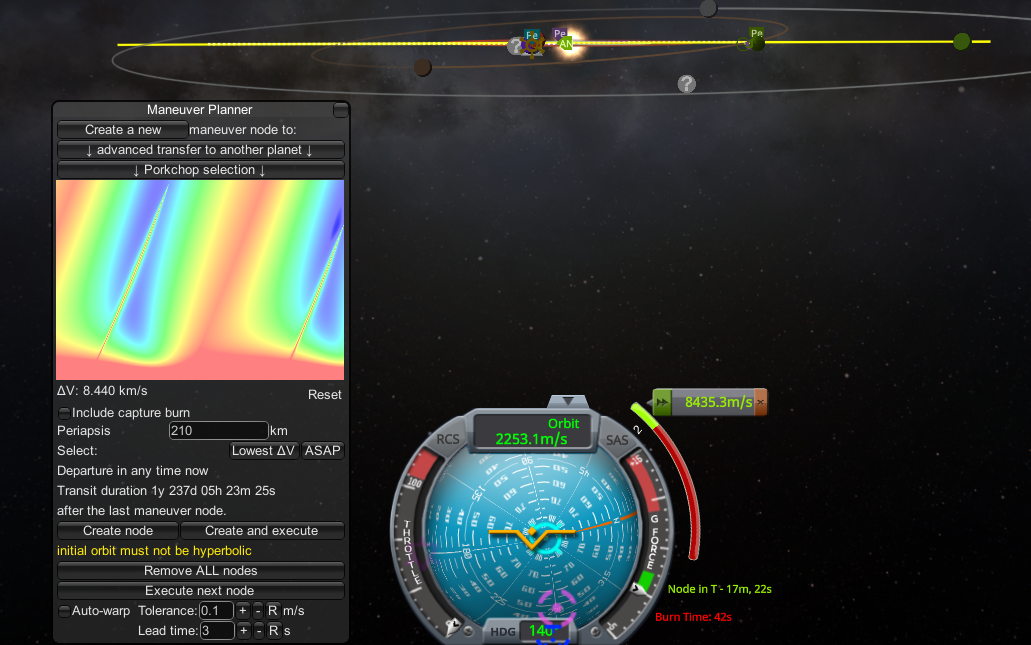 Pe
Pe
AN
Pe
?
?
Maneuver Planner
Create a new maneuver node to:
↓ advanced transfer to another planet ↓
↓ Porkchop selection ↓
ΔV: 8.440 km/s
Reset
Include capture burn
Periapsis 210 km
Select: Lowest ΔV ASAP
Departure in any time now
Transit duration 1y 237d 05h 23m 25s
after the last maneuver node.
Create node Create and execute
initial orbit must not be hyperbolic
Remove ALL nodes
Execute next node
Auto-warp Tolerance: 0.1 + - R m/s
Lead time: 3 + - R s
8435.3m/s
Orbit
2253.1m/s
RCS
SAS
THROTTLE
100
G FORCE
+15
HDG 140°
Node in T - 17m, 22s
Burn Time: 42s